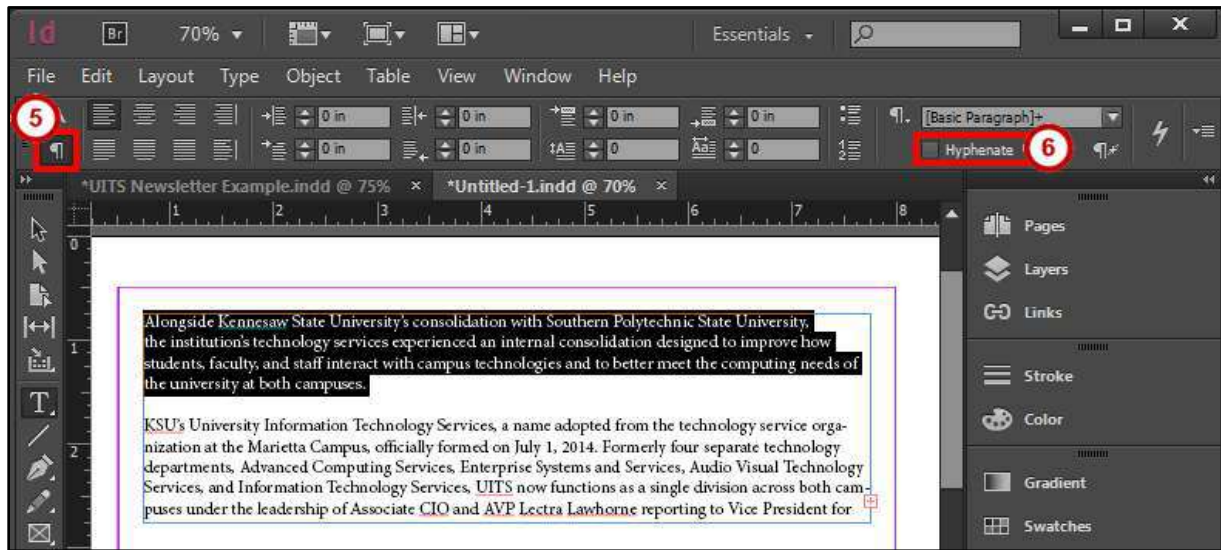 Id Br 70% Essentials X
File Edit Layout Type Object Table View Window Help
5 0 in 0 in 0 in 0 in [Basic Paragraph]+
0 in 0 in 0 0 Hyphenate 6
*UITS Newsletter Example.indd @ 75% × *Untitled-1.indd @ 70% ×
1 2 3 4 5 6 7 8
0
Pages
Layers
Links
Alongside Kennesaw State University's consolidation with Southern Polytechnic State University,
the institution's technology services experienced an internal consolidation designed to improve how
students, faculty, and staff interact with campus technologies and to better meet the computing needs of
the university at both campuses.
1
Stroke
Color
KSU's University Information Technology Services, a name adopted from the technology service orga-
nization at the Marietta Campus, officially formed on July 1, 2014. Formerly four separate technology
departments, Advanced Computing Services, Enterprise Systems and Services, Audio Visual Technology
Services, and Information Technology Services, UITS now functions as a single division across both cam-
puses under the leadership of Associate CIO and AVP Lectra Lawhorne reporting to Vice President for
2
T
Gradient
Swatches